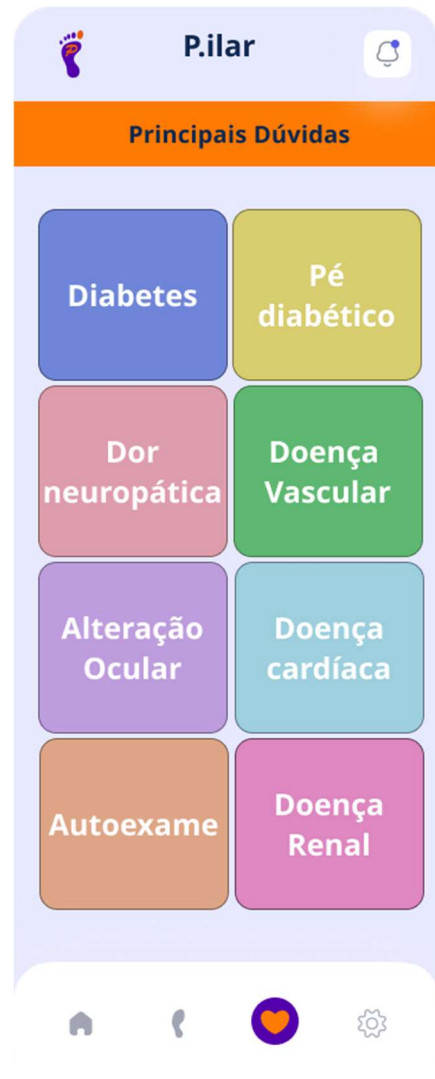 P.ilar
Principais Dúvidas
Diabetes
Pé
diabético
Dor
neuropática
Doença
Vascular
Alteração
Ocular
Doença
cardíaca
Autoexame
Doença
Renal